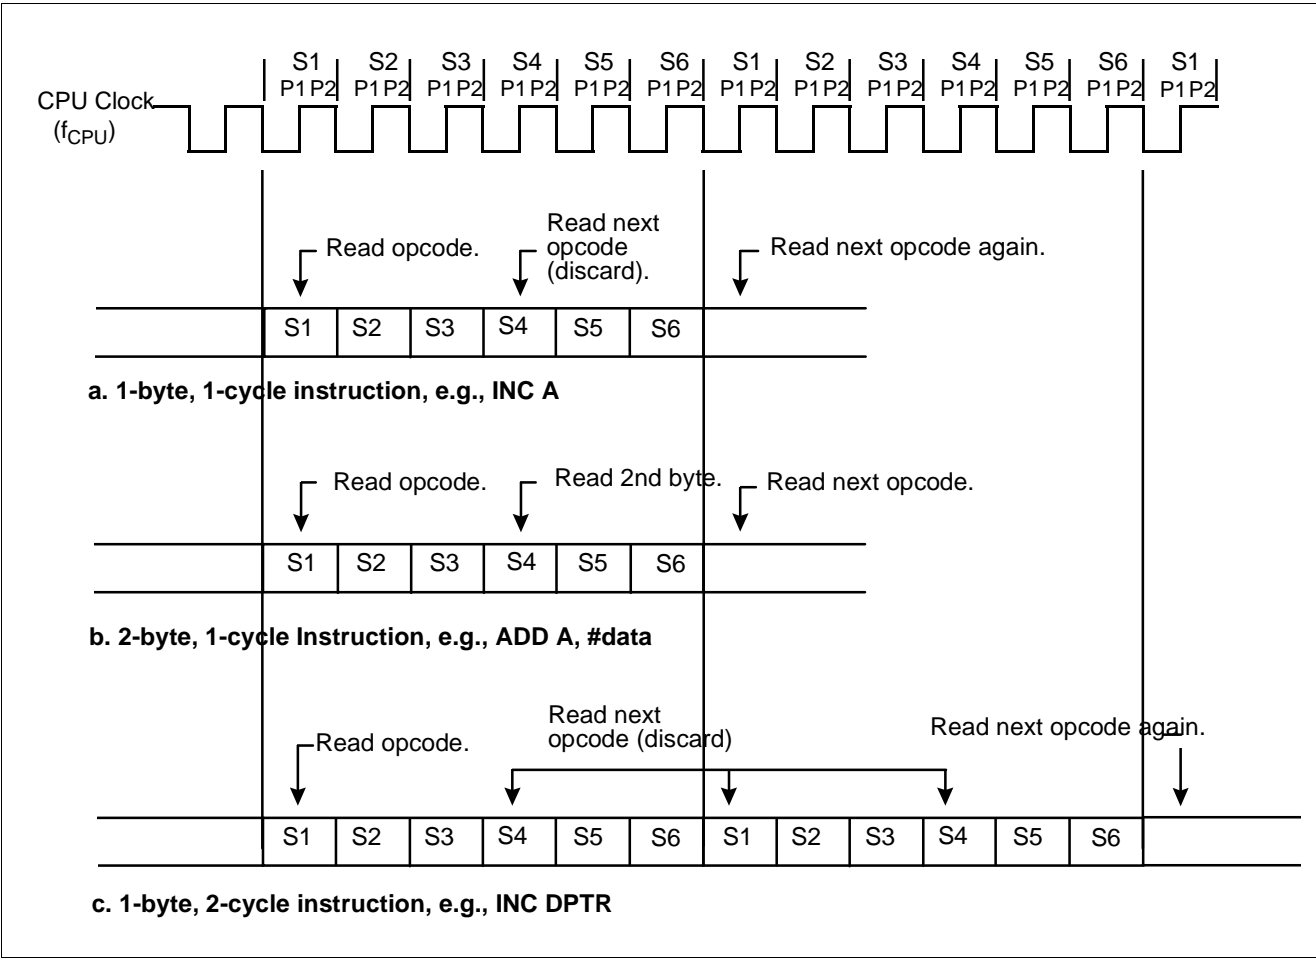 S1 S2 S3 S4 S5 S6 S1 S2 S3 S4 S5 S6 S1
P1 P2 P1 P2 P1 P2 P1 P2 P1 P2 P1 P2 P1 P2 P1 P2 P1 P2 P1 P2 P1 P2 P1 P2 P1 P2
CPU Clock
(fCPU)
Read opcode.
Read next
opcode
(discard).
Read next opcode again.
S1 S2 S3 S4 S5 S6
a. 1-byte, 1-cycle instruction, e.g., INC A
Read opcode. Read 2nd byte. Read next opcode.
S1 S2 S3 S4 S5 S6
b. 2-byte, 1-cycle Instruction, e.g., ADD A, #data
Read opcode.
Read next
opcode (discard)
Read next opcode again.
S1 S2 S3 S4 S5 S6 S1 S2 S3 S4 S5 S6
c. 1-byte, 2-cycle instruction, e.g., INC DPTR